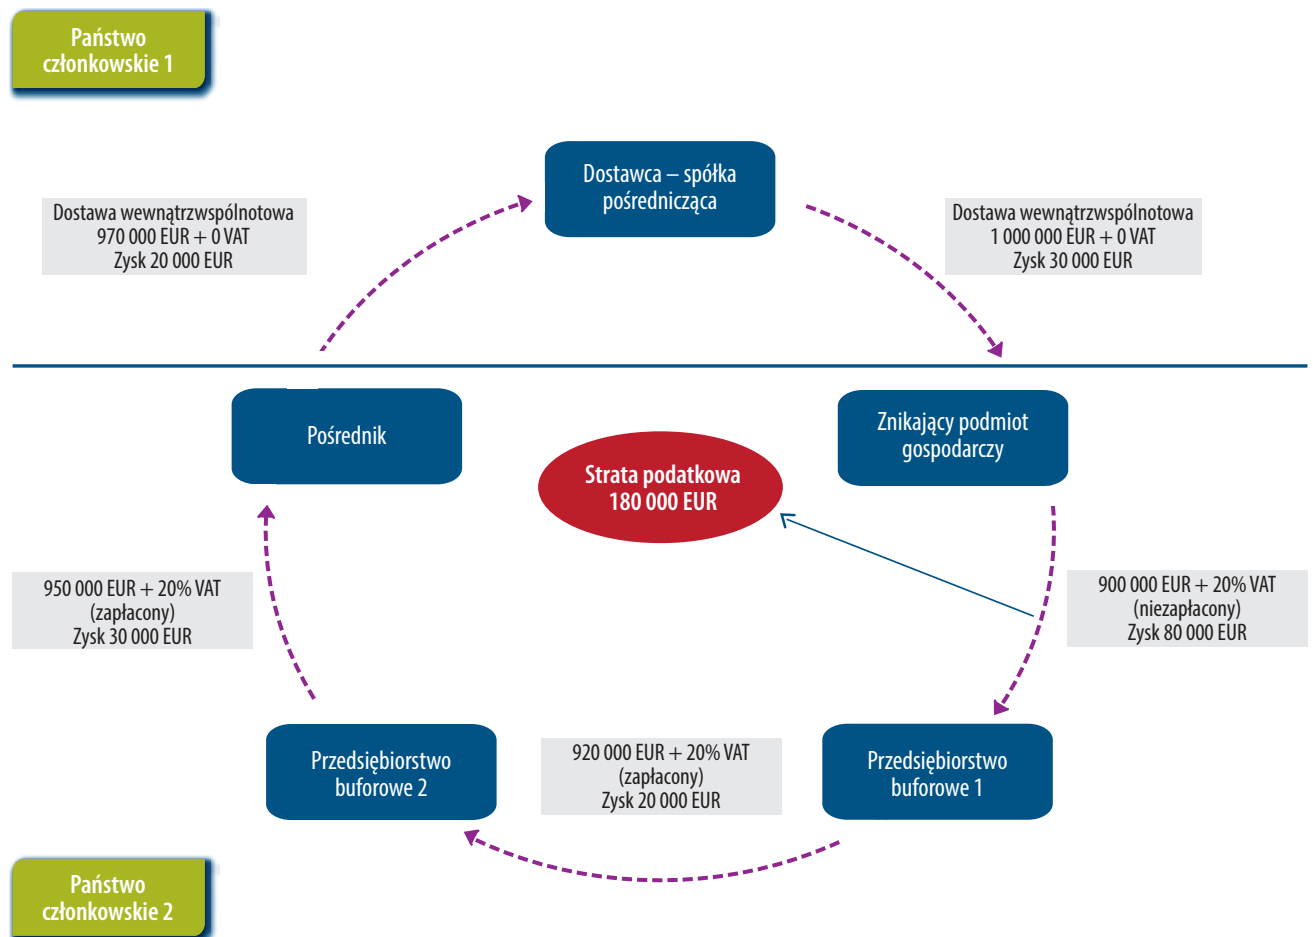 Państwo
członkowskie 1
Dostawca – spółka
pośrednicząca
Dostawa wewnątrzwspólnotowa
970 000 EUR + 0 VAT
Zysk 20 000 EUR
Dostawa wewnątrzwspólnotowa
1 000 000 EUR + 0 VAT
Zysk 30 000 EUR
Pośrednik
Znikający podmiot
gospodarczy
Strata podatkowa
180 000 EUR
950 000 EUR + 20% VAT
(zapłacony)
Zysk 30 000 EUR
900 000 EUR + 20% VAT
(niezapłacony)
Zysk 80 000 EUR
Przedsiębiorstwo
buforowe 2
920 000 EUR + 20% VAT
(zapłacony)
Zysk 20 000 EUR
Przedsiębiorstwo
buforowe 1
Państwo
członkowskie 2